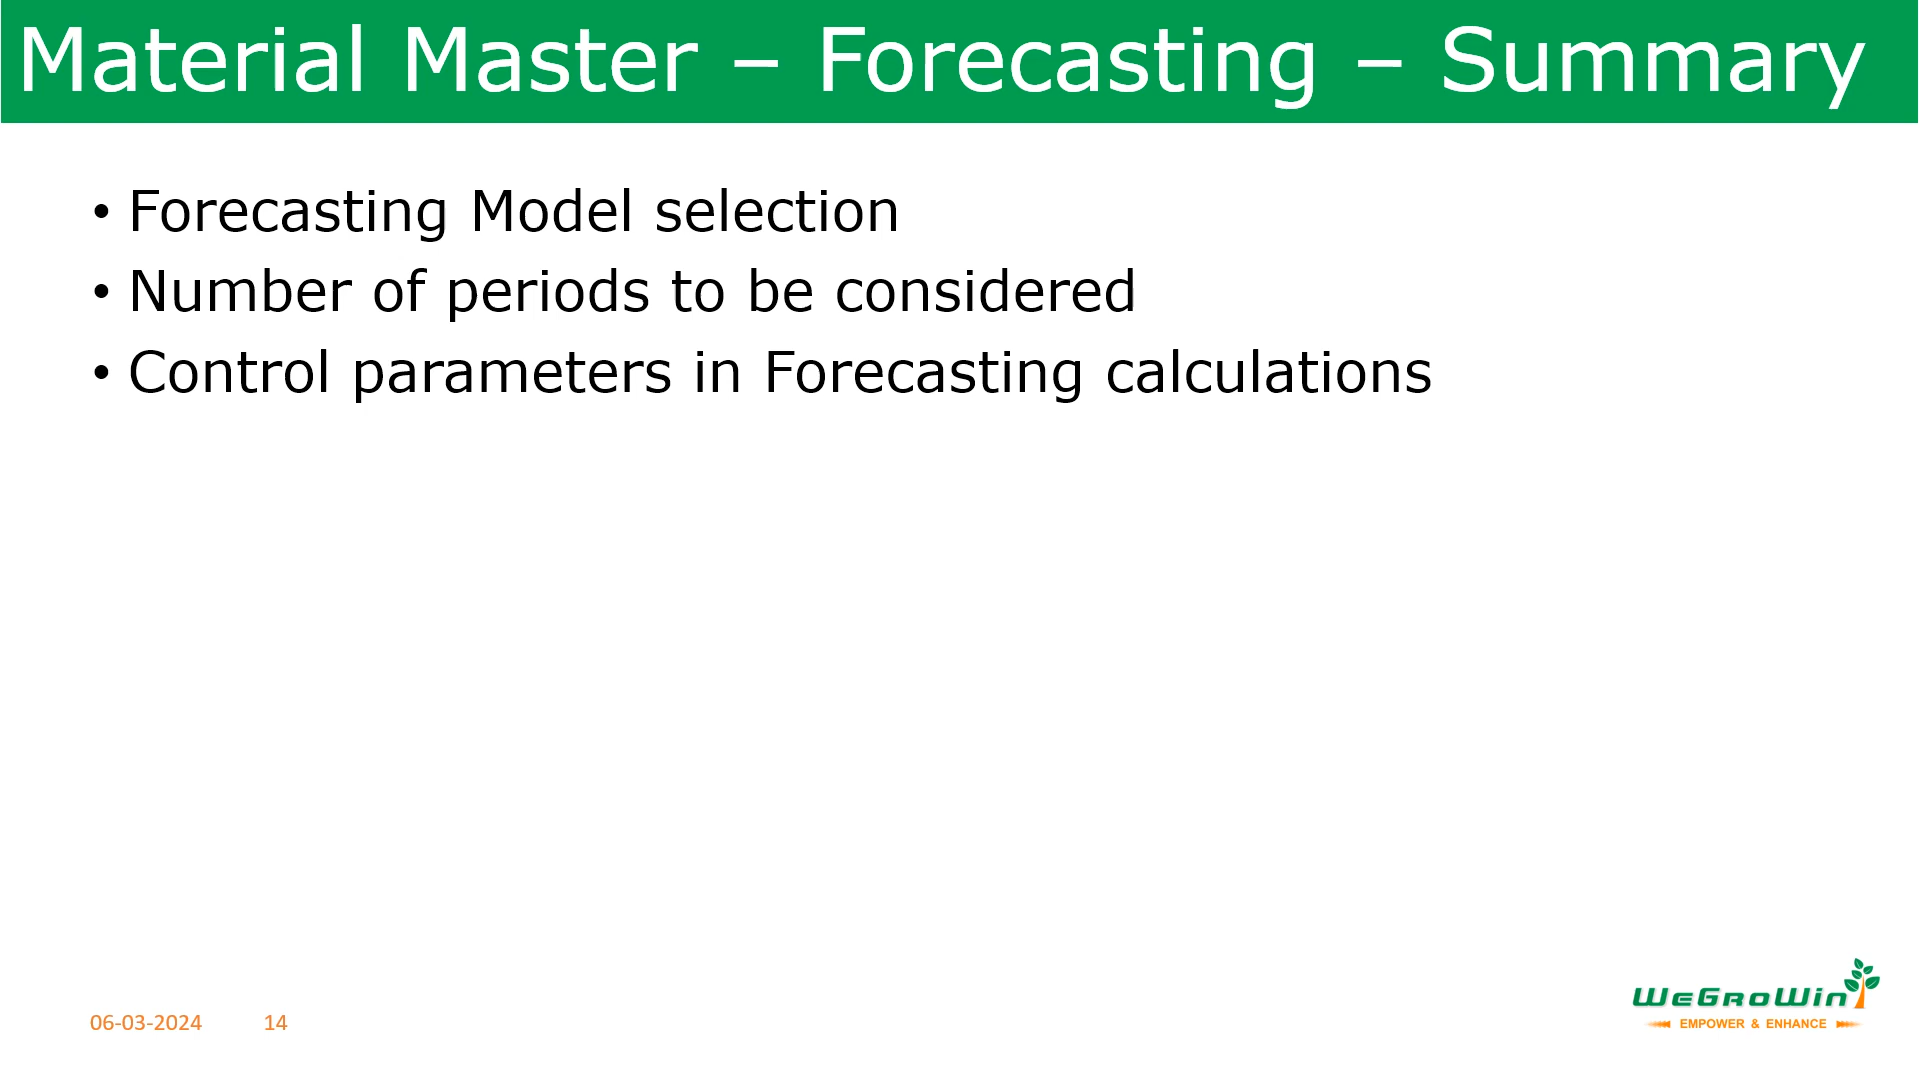 Material Master – Forecasting – Summary
• Forecasting Model selection
• Number of periods to be considered
• Control parameters in Forecasting calculations
06-03-2024 14
WeGroWin
EMPOWER & ENHANCE